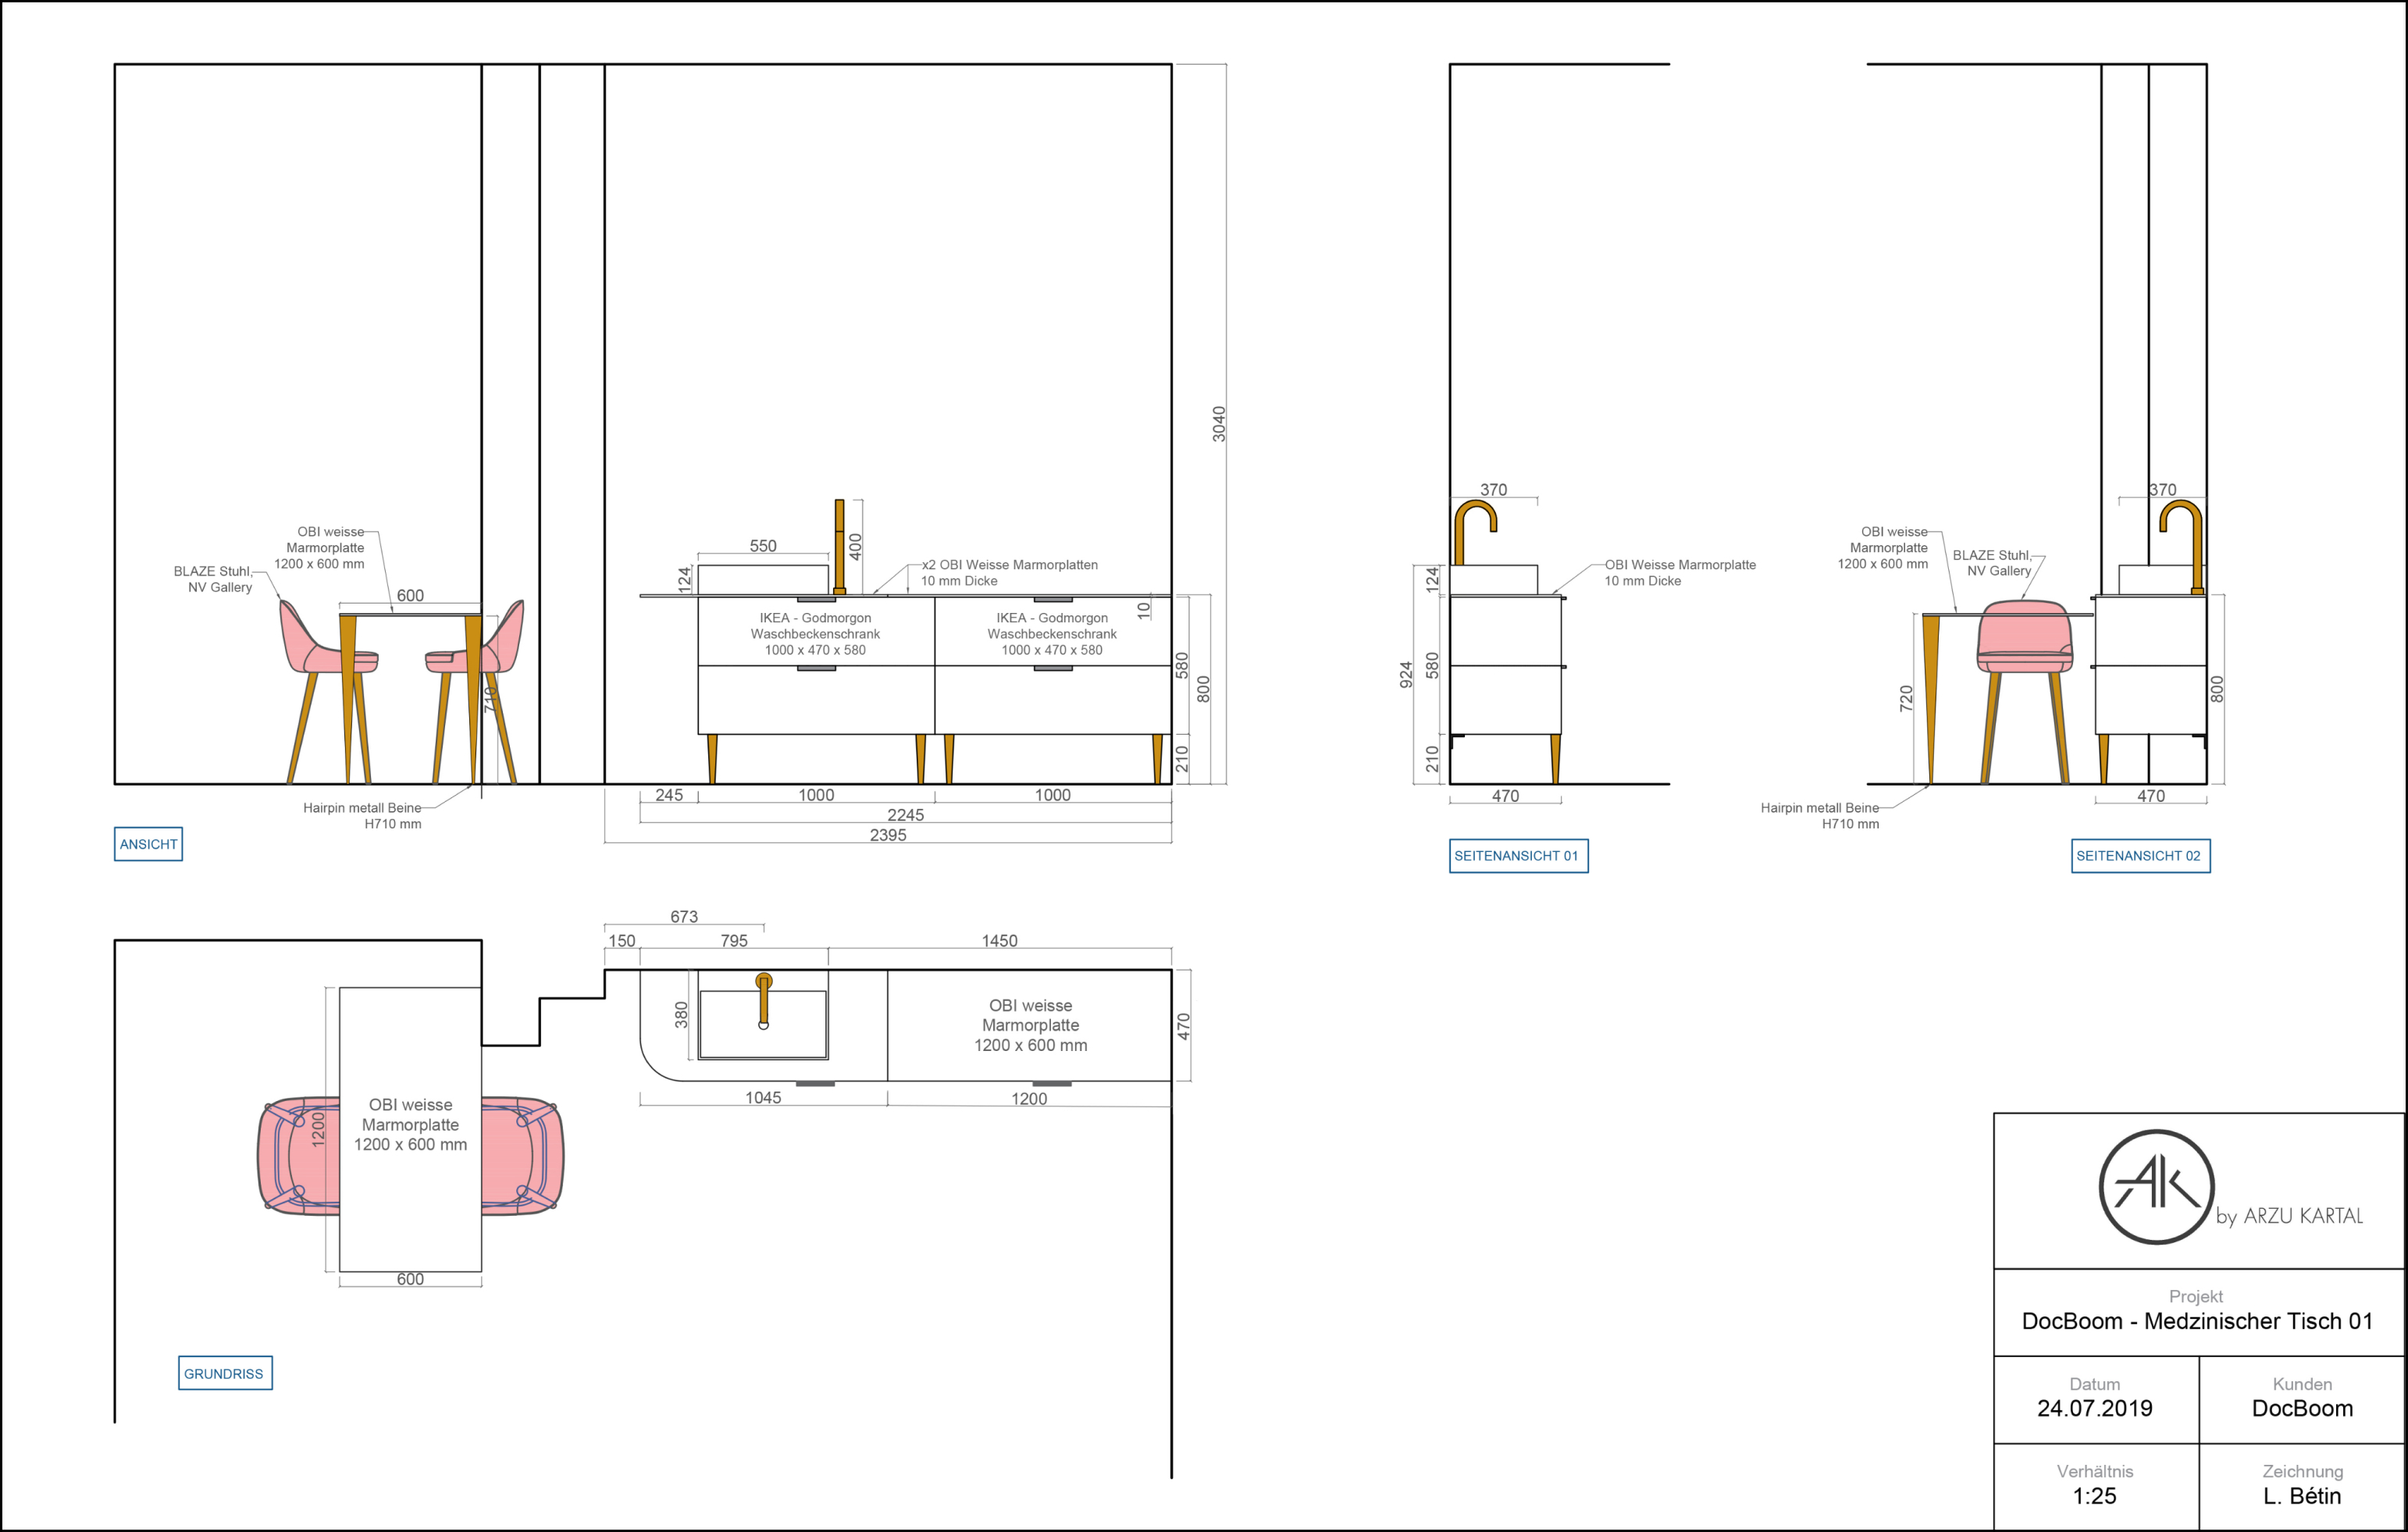 3040
370
370
OBI weisse
Marmorplatte
1200 x 600 mm
BLAZE Stuhl,
NV Gallery
600
710
550
124
400
x2 OBI Weisse Marmorplatten
10 mm Dicke
IKEA - Godmorgon
Waschbeckenschrank
1000 x 470 x 580
IKEA - Godmorgon
Waschbeckenschrank
1000 x 470 x 580
10
580
800
210
245
1000
1000
2245
2395
Hairpin metall Beine
H710 mm
ANSICHT
OBI Weisse Marmorplatte
10 mm Dicke
124
580
924
210
470
SEITENANSICHT 01
OBI weisse
Marmorplatte
1200 x 600 mm
BLAZE Stuhl,
NV Gallery
720
800
Hairpin metall Beine
H710 mm
470
SEITENANSICHT 02
673
150
795
1450
380
OBI weisse
Marmorplatte
1200 x 600 mm
470
1045
1200
1200
OBI weisse
Marmorplatte
1200 x 600 mm
600
GRUNDRISS
AK
by ARZU KARTAL
Projekt
DocBoom - Medzinischer Tisch 01
Datum
24.07.2019
Kunden
DocBoom
Verhältnis
1:25
Zeichnung
L. Bétin